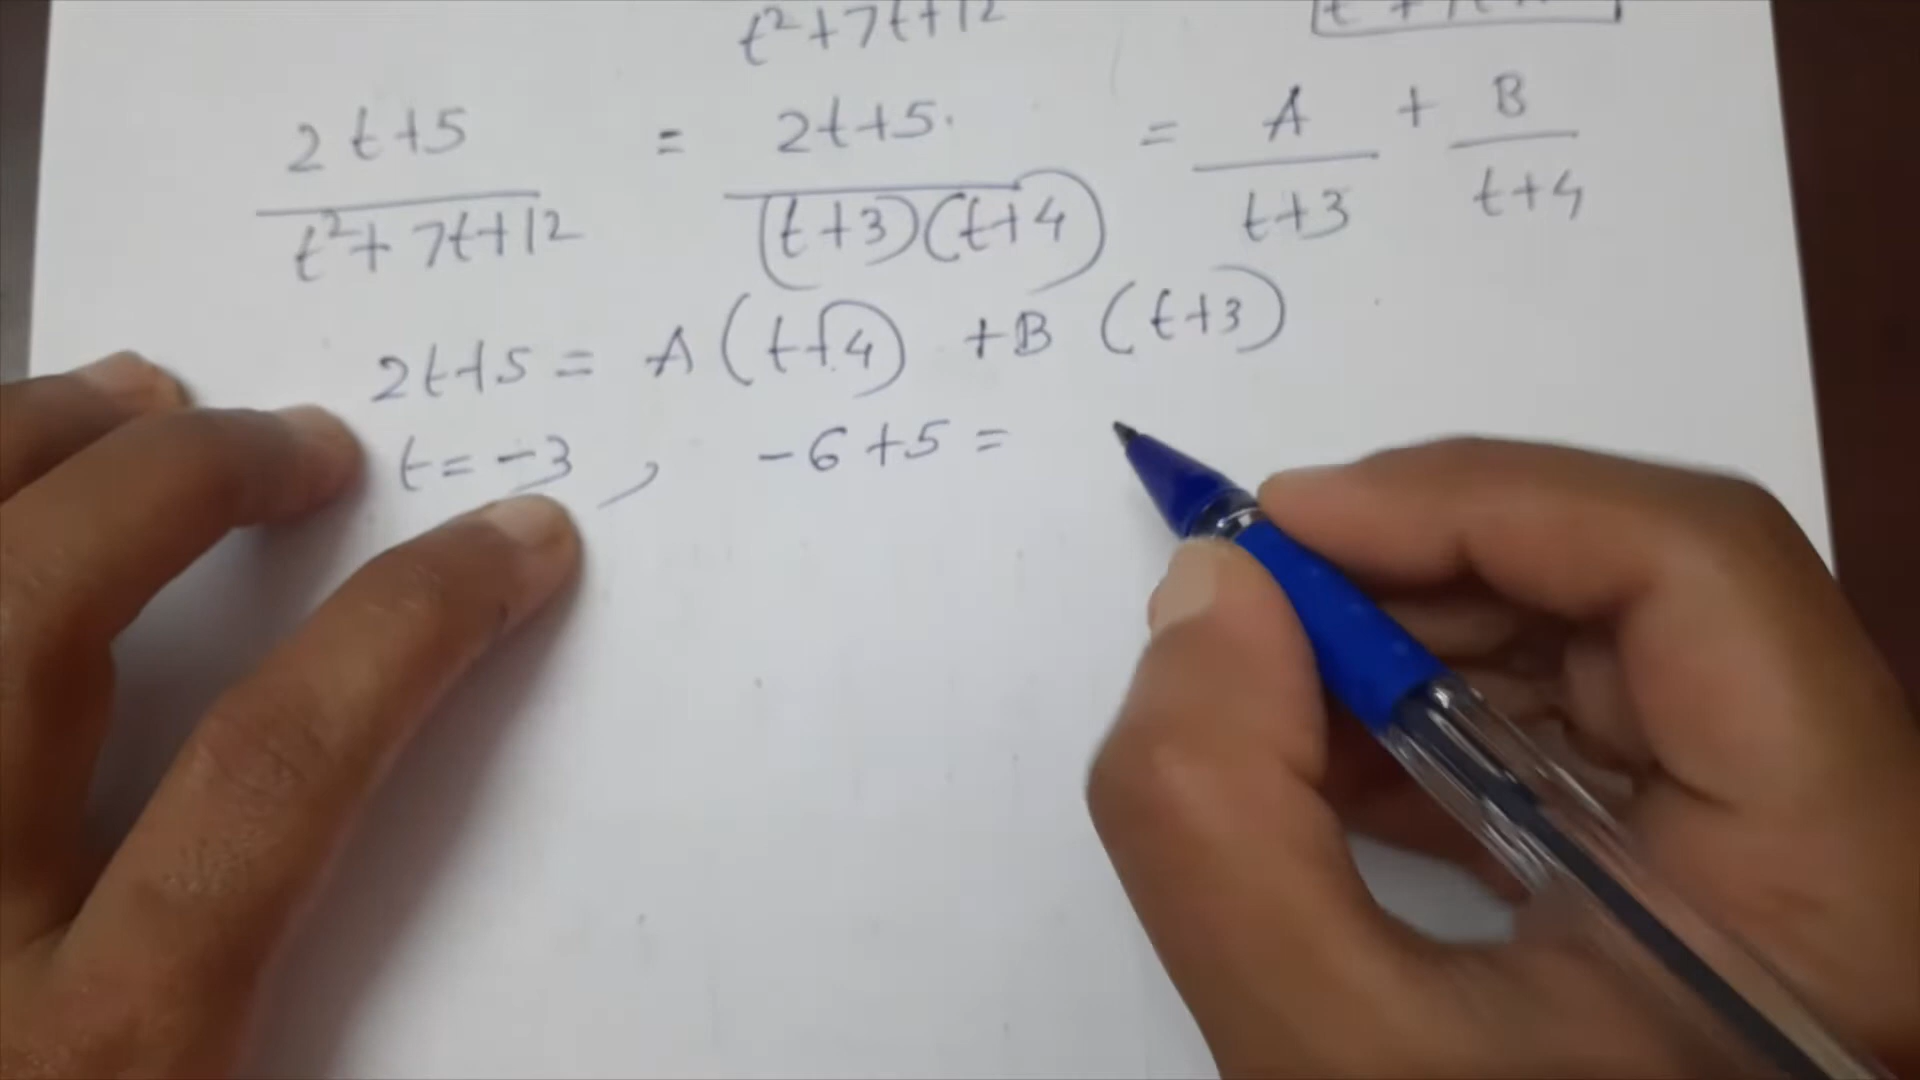 t²+7t+12
2t+5 / t²+7t+12 = 2t+5. / (t+3)(t+4) = A / t+3 + B / t+4
2t+5 = A (t+4) +B (t+3)
t = -3 , -6+5 =